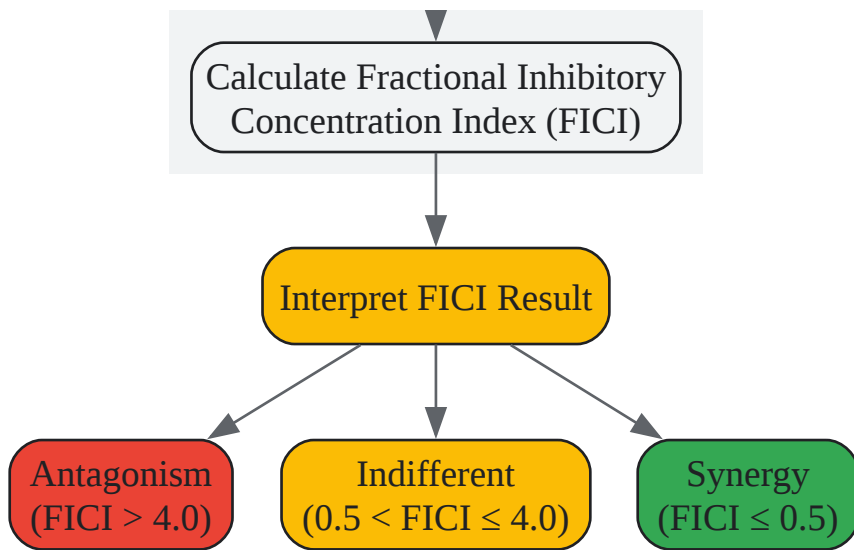 Calculate Fractional Inhibitory
Concentration Index (FICI)
Interpret FICI Result
Antagonism
(FICI > 4.0)
Indifferent
(0.5 < FICI ≤ 4.0)
Synergy
(FICI ≤ 0.5)